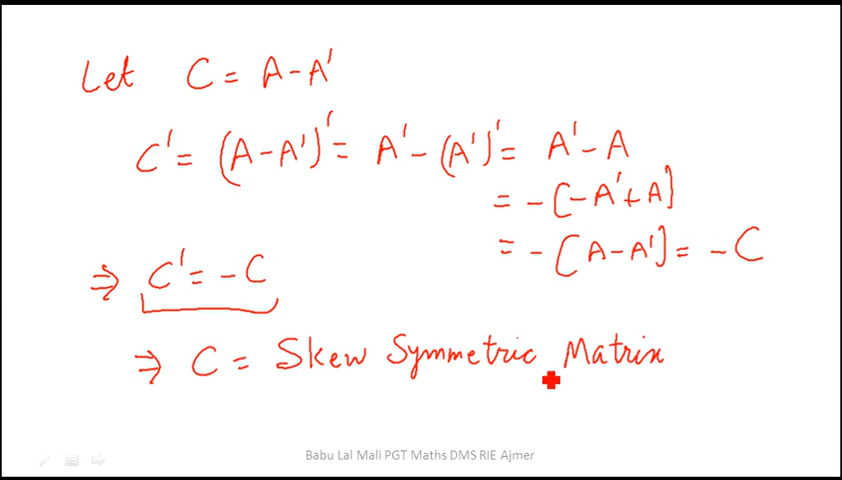 Let C = A - A'
C' = (A - A')' = A' - (A')' = A' - A
= -[-A' + A]
= -[A - A'] = -C
⇒ C' = -C
⇒ C = Skew Symmetric Matrix
Babu Lal Mali PGT Maths DMS RIE Ajmer